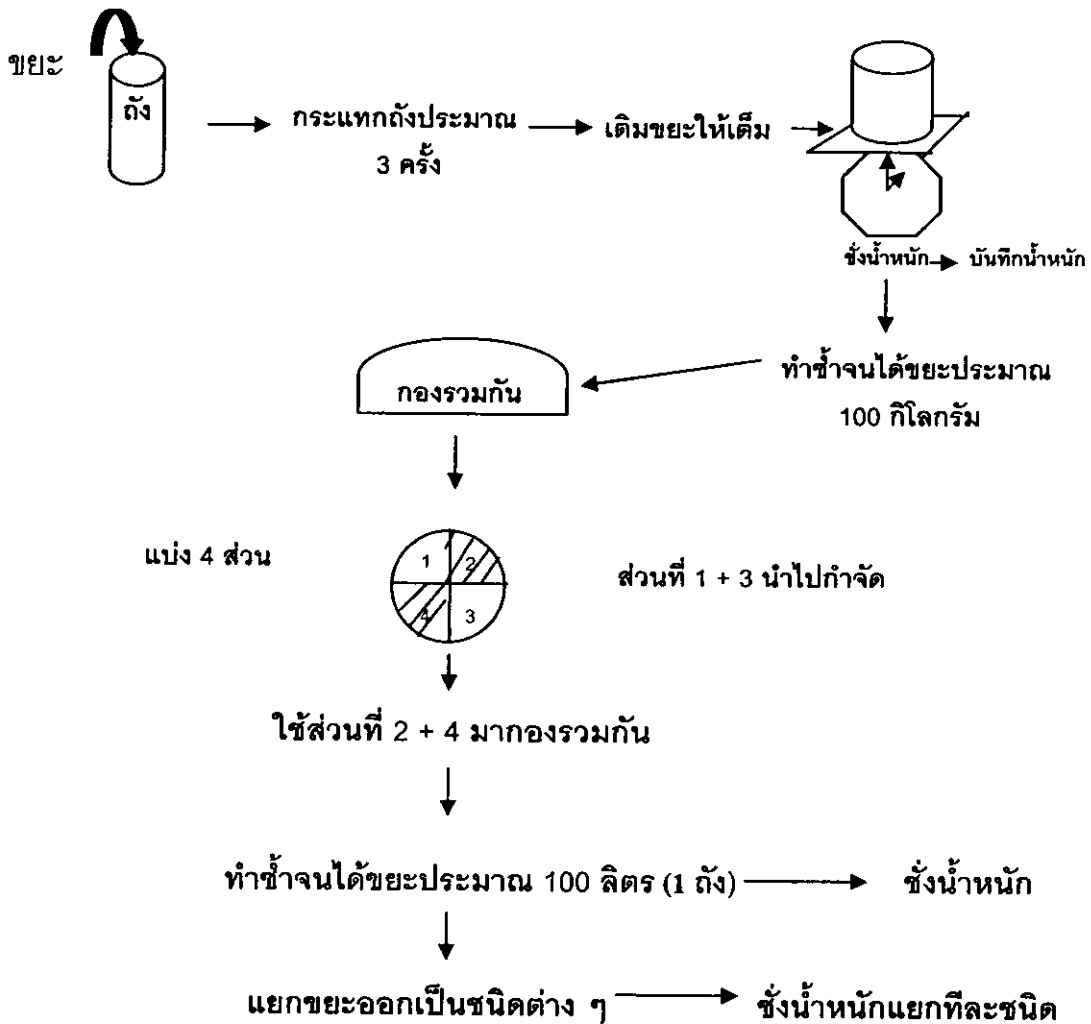 ขยะ
ถัง
กระแทกถังประมาณ
3 ครั้ง
เติมขยะให้เต็ม
ชั่งน้ำหนัก
บันทึกน้ำหนัก
ทำซ้ำจนได้ขยะประมาณ
100 กิโลกรัม
กองรวมกัน
แบ่ง 4 ส่วน
1
2
4
3
ส่วนที่ 1 + 3 นำไปกำจัด
ใช้ส่วนที่ 2 + 4 มากองรวมกัน
ทำซ้ำจนได้ขยะประมาณ 100 ลิตร (1 ถัง)
ชั่งน้ำหนัก
แยกขยะออกเป็นชนิดต่าง ๆ
ชั่งน้ำหนักแยกทีละชนิด